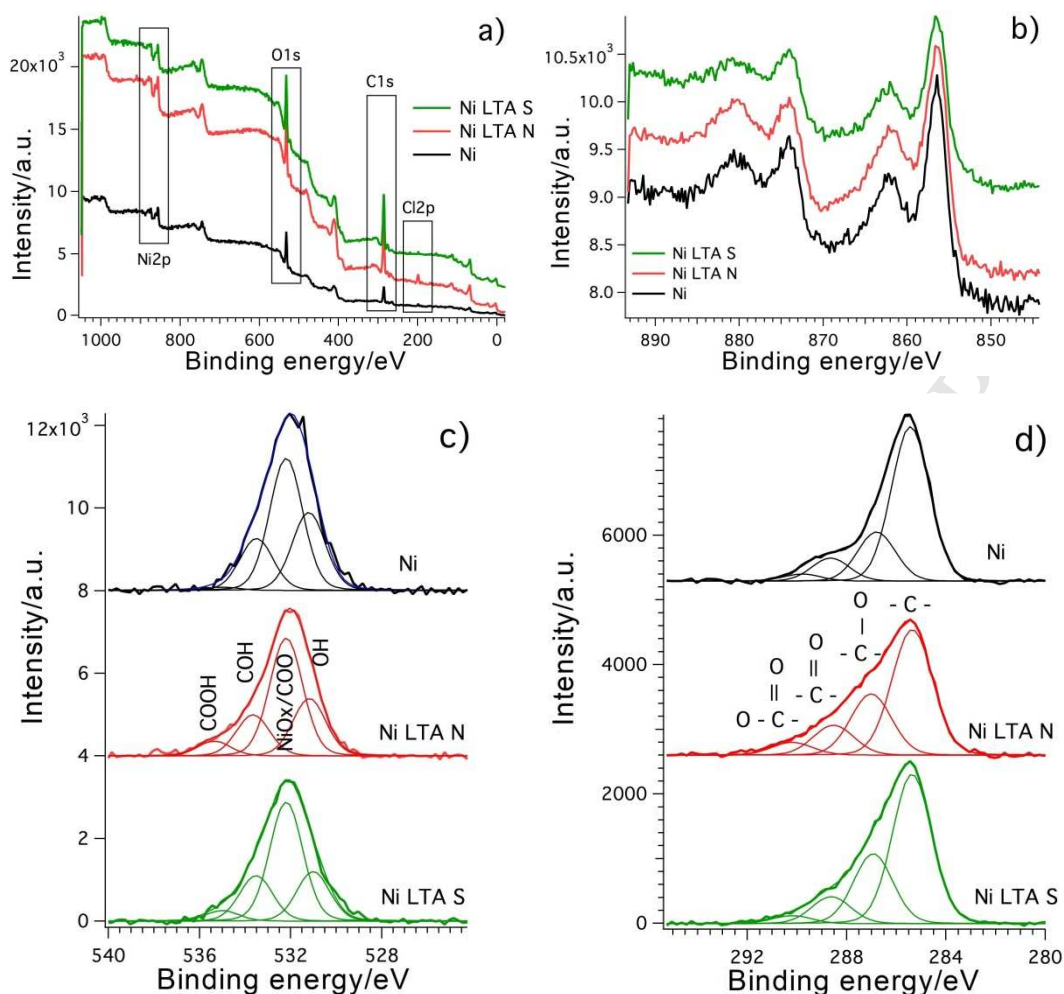 a)
20x10³
15
10
5
0
Intensity/a.u.
O1s
C1s
Cl2p
Ni2p
Ni LTA S
Ni LTA N
Ni
1000
800
600
400
200
0
Binding energy/eV
b)
10.5x10³
10.0
9.5
9.0
8.5
8.0
Intensity/a.u.
Ni LTA S
Ni LTA N
Ni
890
880
870
860
850
Binding energy/eV
c)
12x10³
10
8
6
4
2
0
Intensity/a.u.
Ni
COOH
COH
NiOx/COO
OH
Ni LTA N
Ni LTA S
540
536
532
528
Binding energy/eV
d)
6000
4000
2000
0
Intensity/a.u.
Ni
O
=
O - C -
O
=
- C -
O
-
- C -
- C -
Ni LTA N
Ni LTA S
292
288
284
280
Binding energy/eV